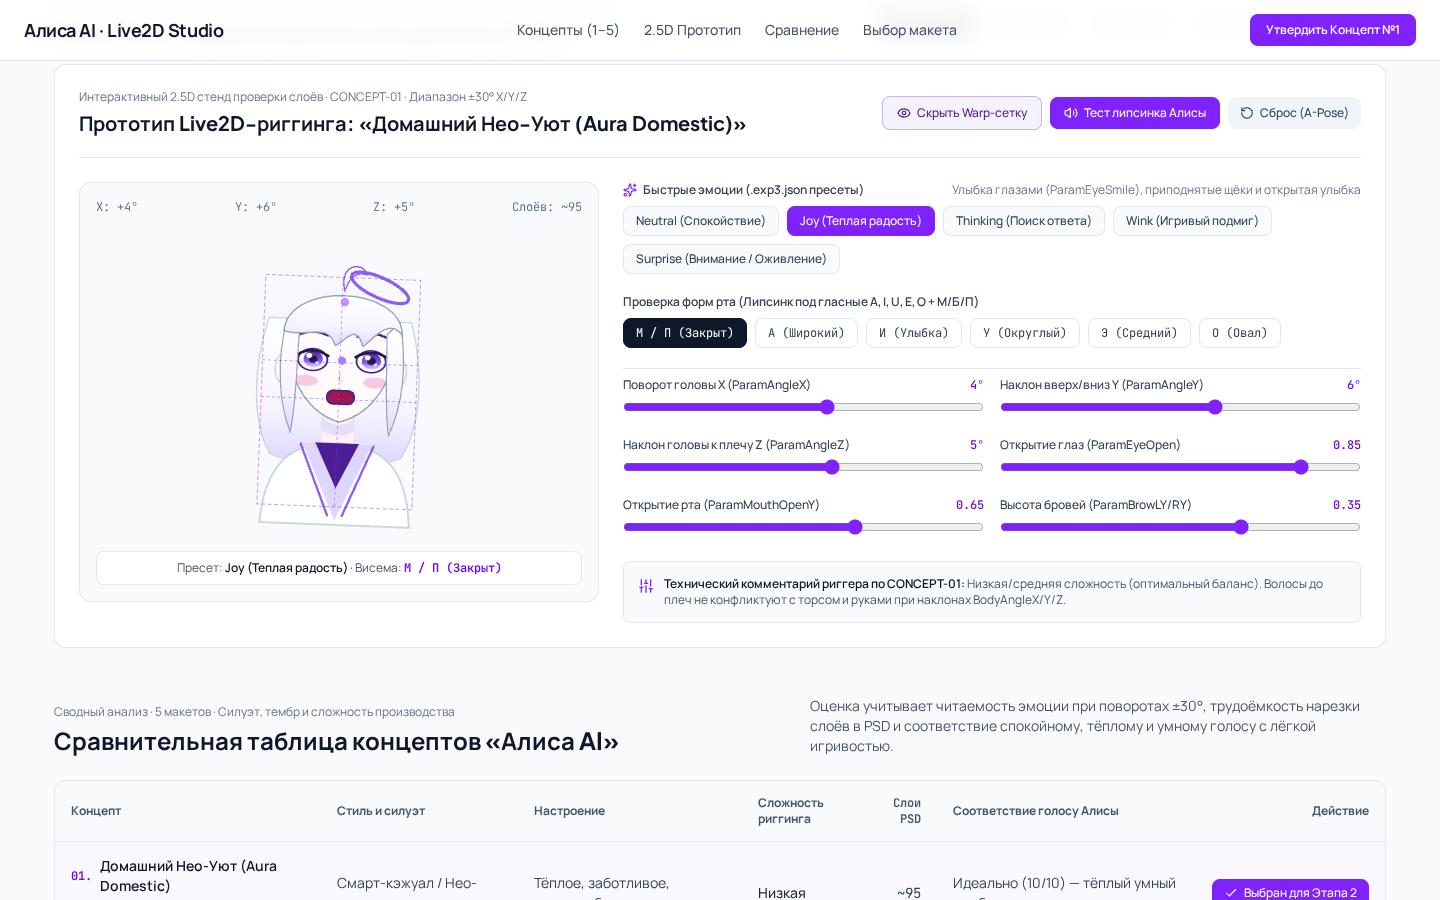 Алиса AI · Live2D Studio
Концепты (1–5)
2.5D Прототип
Сравнение
Выбор макета
Утвердить Концепт №1
Интерактивный 2.5D стенд проверки слоёв · CONCEPT-01 · Диапазон ±30° X/Y/Z
Прототип Live2D-риггинга: «Домашний Нео-Уют (Aura Domestic)»
Скрыть Warp-сетку
Тест липсинка Алисы
Сброс (A-Pose)
X: +4°
Y: +6°
Z: +5°
Слоёв: ~95
Пресет: Joy (Теплая радость) · Висема: М / П (Закрыт)
Быстрые эмоции (.exp3.json пресеты)
Улыбка глазами (ParamEyeSmile), приподнятые щёки и открытая улыбка
Neutral (Спокойствие)
Joy (Теплая радость)
Thinking (Поиск ответа)
Wink (Игривый подмиг)
Surprise (Внимание / Оживление)
Проверка форм рта (Липсинк под гласные A, I, U, E, O + М/Б/П)
М / П (Закрыт)
А (Широкий)
И (Улыбка)
У (Округлый)
Э (Средний)
О (Овал)
Поворот головы X (ParamAngleX)
4°
Наклон вверх/вниз Y (ParamAngleY)
6°
Наклон головы к плечу Z (ParamAngleZ)
5°
Открытие глаз (ParamEyeOpen)
0.85
Открытие рта (ParamMouthOpenY)
0.65
Высота бровей (ParamBrowLY/RY)
0.35
Технический комментарий риггера по CONCEPT-01: Низкая/средняя сложность (оптимальный баланс). Волосы до
плеч не конфликтуют с торсом и руками при наклонах BodyAngleX/Y/Z.
Сводный анализ · 5 макетов · Силуэт, тембр и сложность производства
Сравнительная таблица концептов «Алиса AI»
Оценка учитывает читаемость эмоции при поворотах ±30°, трудоёмкость нарезки
слоёв в PSD и соответствие спокойному, тёплому и умному голосу с лёгкой
игривостью.
Концепт
Стиль и силуэт
Настроение
Сложность
риггинга
Слои
PSD
Соответствие голосу Алисы
Действие
01.
Домашний Нео-Уют (Aura
Domestic)
Смарт-кэжуал / Нео-
Тёплое, заботливое,
Низкая
~95
Идеально (10/10) — тёплый умный
Выбран для Этапа 2